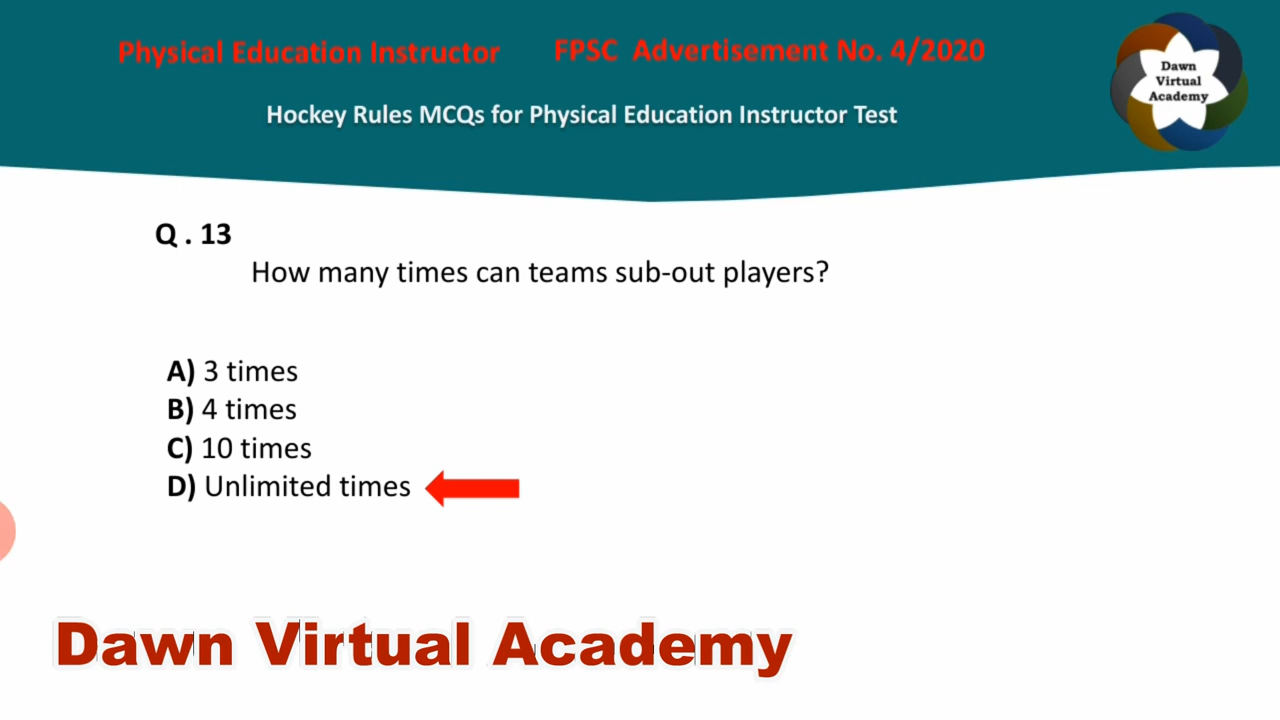 Physical Education Instructor FPSC Advertisement No. 4/2020
Hockey Rules MCQs for Physical Education Instructor Test
Dawn
Virtual
Academy
Q . 13
How many times can teams sub-out players?
A) 3 times
B) 4 times
C) 10 times
D) Unlimited times
Dawn Virtual Academy